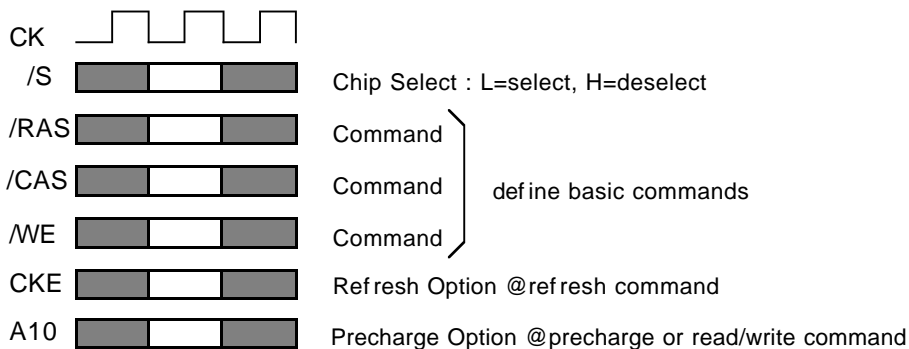 CK
/S Chip Select : L=select, H=deselect
/RAS Command
/CAS Command define basic commands
/WE Command
CKE Refresh Option @refresh command
A10 Precharge Option @precharge or read/write command